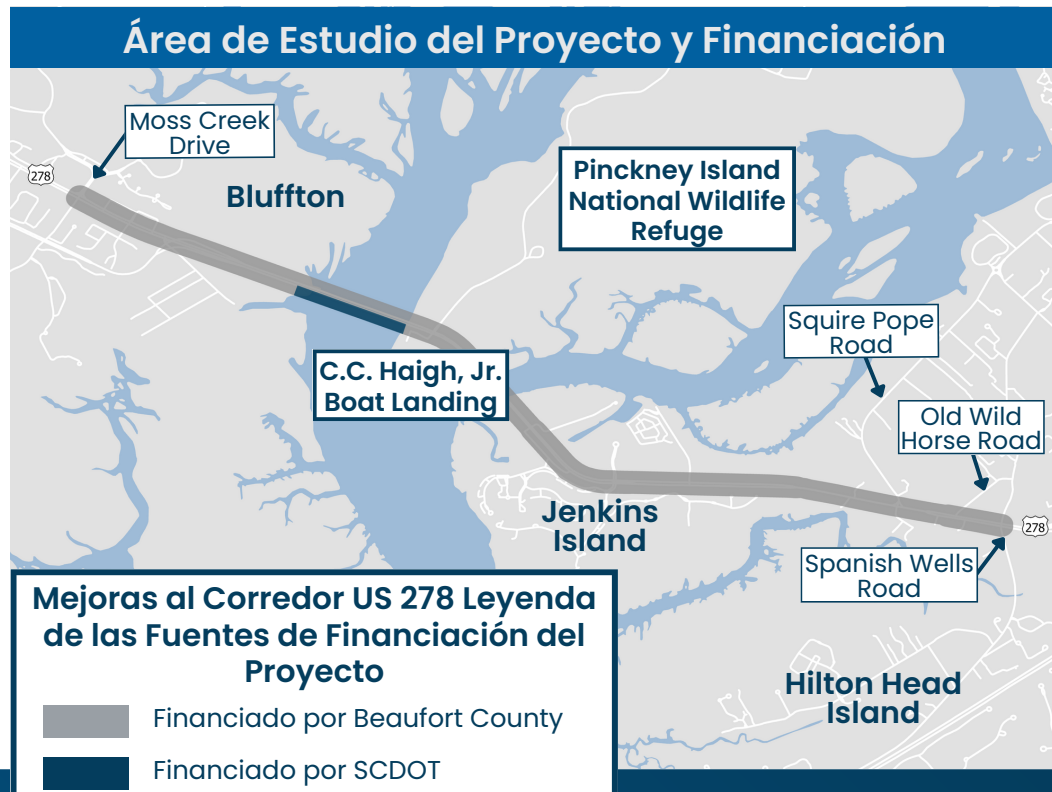 Área de Estudio del Proyecto y Financiación
Moss Creek
Drive
278
Bluffton
Pinckney Island
National Wildlife
Refuge
Squire Pope
Road
C.C. Haigh, Jr.
Boat Landing
Old Wild
Horse Road
Jenkins
Island
278
Spanish Wells
Road
Mejoras al Corredor US 278 Leyenda
de las Fuentes de Financiación del
Proyecto
Financiado por Beaufort County
Financiado por SCDOT
Hilton Head
Island